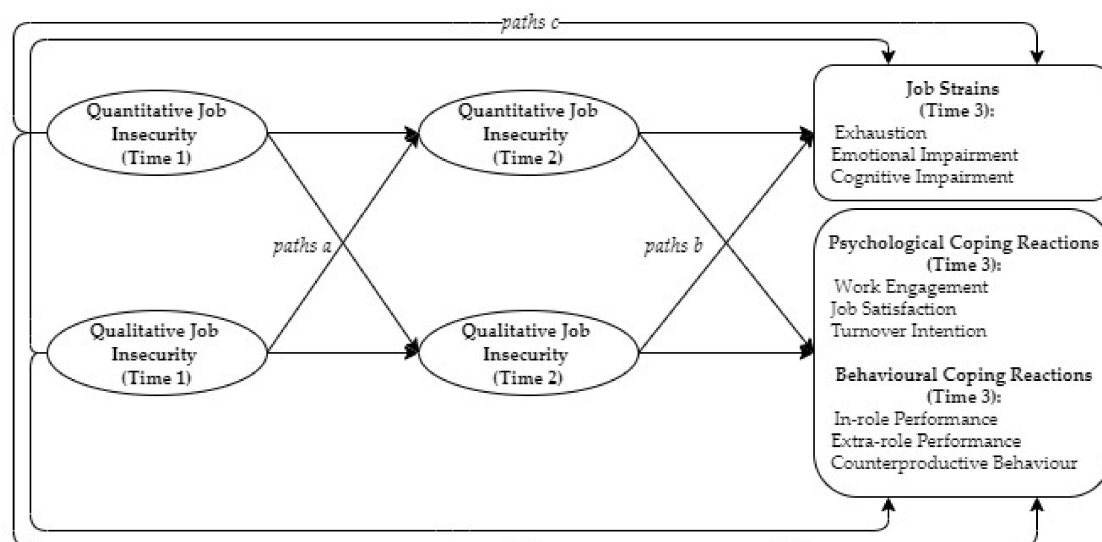 paths c
Quantitative Job
Insecurity
(Time 1)
Quantitative Job
Insecurity
(Time 2)
Job Strains
(Time 3):
Exhaustion
Emotional Impairment
Cognitive Impairment
paths a
paths b
Psychological Coping Reactions
(Time 3):
Work Engagement
Job Satisfaction
Turnover Intention
Qualitative Job
Insecurity
(Time 1)
Qualitative Job
Insecurity
(Time 2)
Behavioural Coping Reactions
(Time 3):
In-role Performance
Extra-role Performance
Counterproductive Behaviour